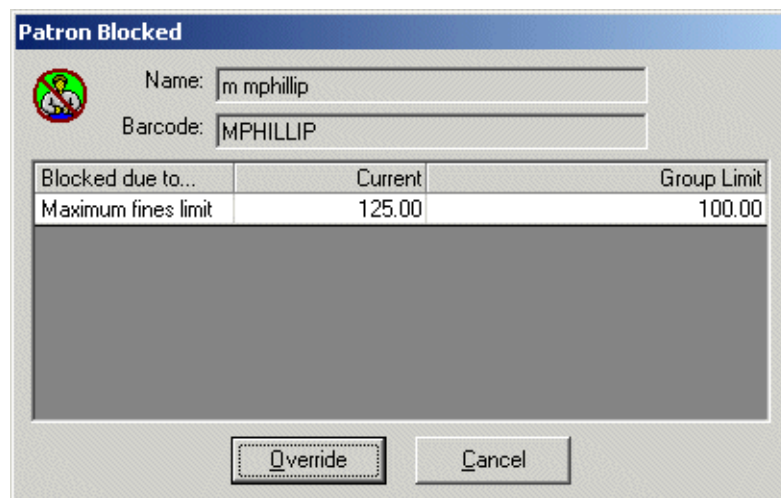 Patron Blocked
Name: m mphillip
Barcode: MPHILLIP
Blocked due to... Current Group Limit
Maximum fines limit 125.00 100.00
Override Cancel